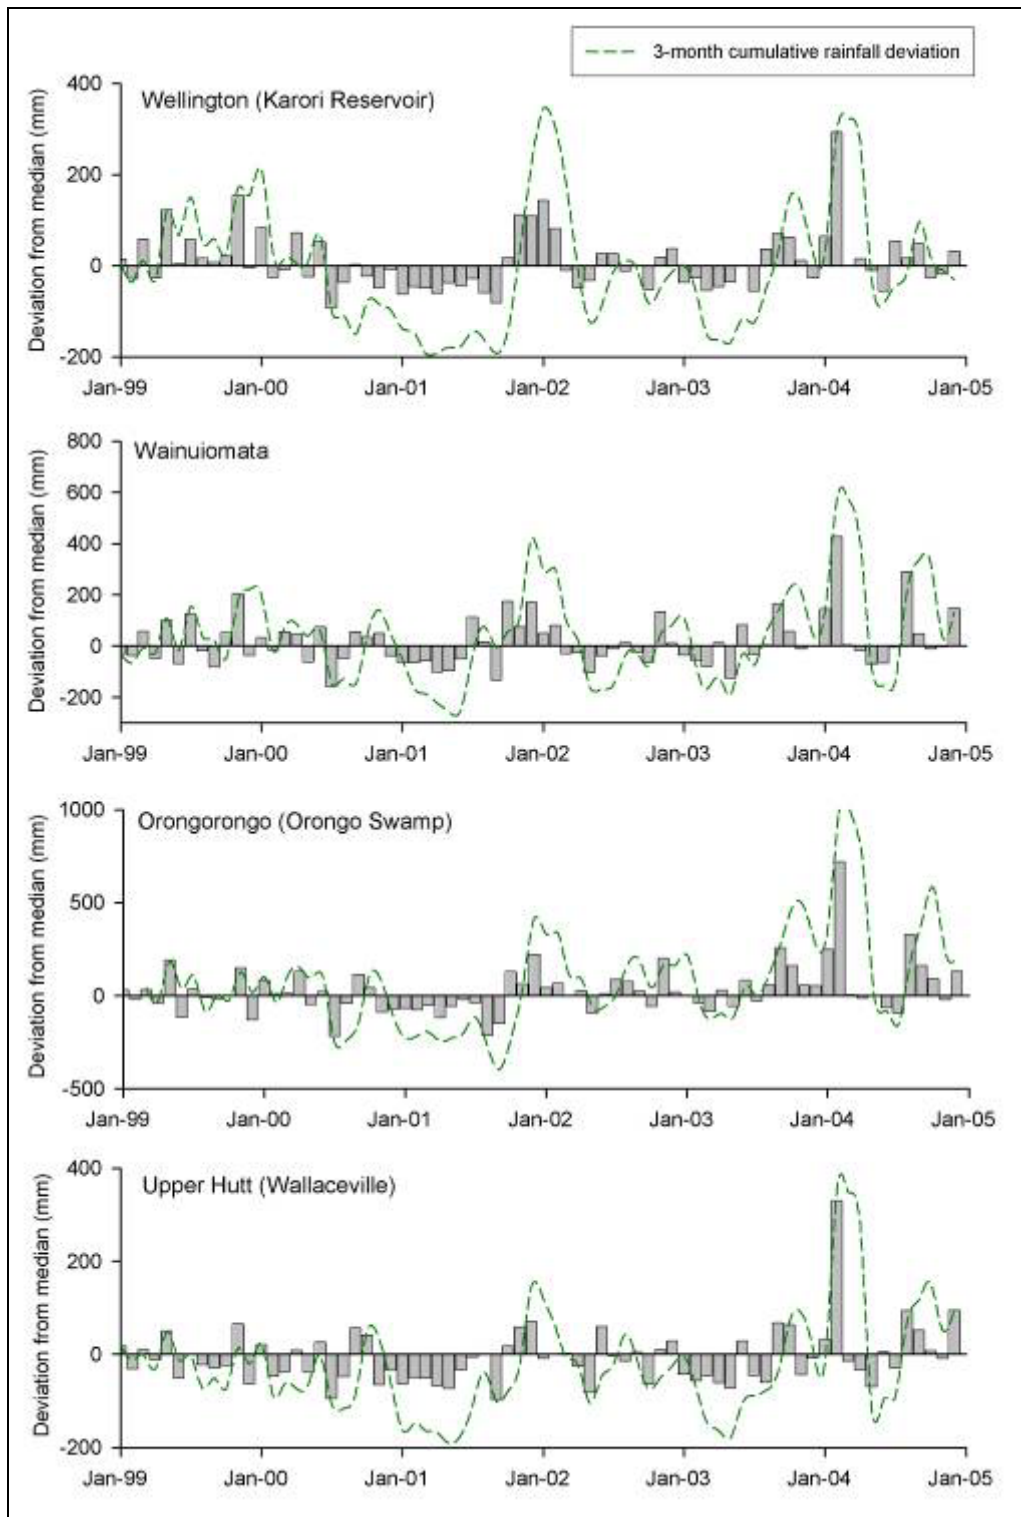 3-month cumulative rainfall deviation
Deviation from median (mm)
Wellington (Karori Reservoir)
400
200
0
-200
Jan-99 Jan-00 Jan-01 Jan-02 Jan-03 Jan-04 Jan-05
Deviation from median (mm)
Wainuiomata
800
600
400
200
0
-200
Jan-99 Jan-00 Jan-01 Jan-02 Jan-03 Jan-04 Jan-05
Deviation from median (mm)
Orongorongo (Orongo Swamp)
1000
500
0
-500
Jan-99 Jan-00 Jan-01 Jan-02 Jan-03 Jan-04 Jan-05
Deviation from median (mm)
Upper Hutt (Wallaceville)
400
200
0
-200
Jan-99 Jan-00 Jan-01 Jan-02 Jan-03 Jan-04 Jan-05